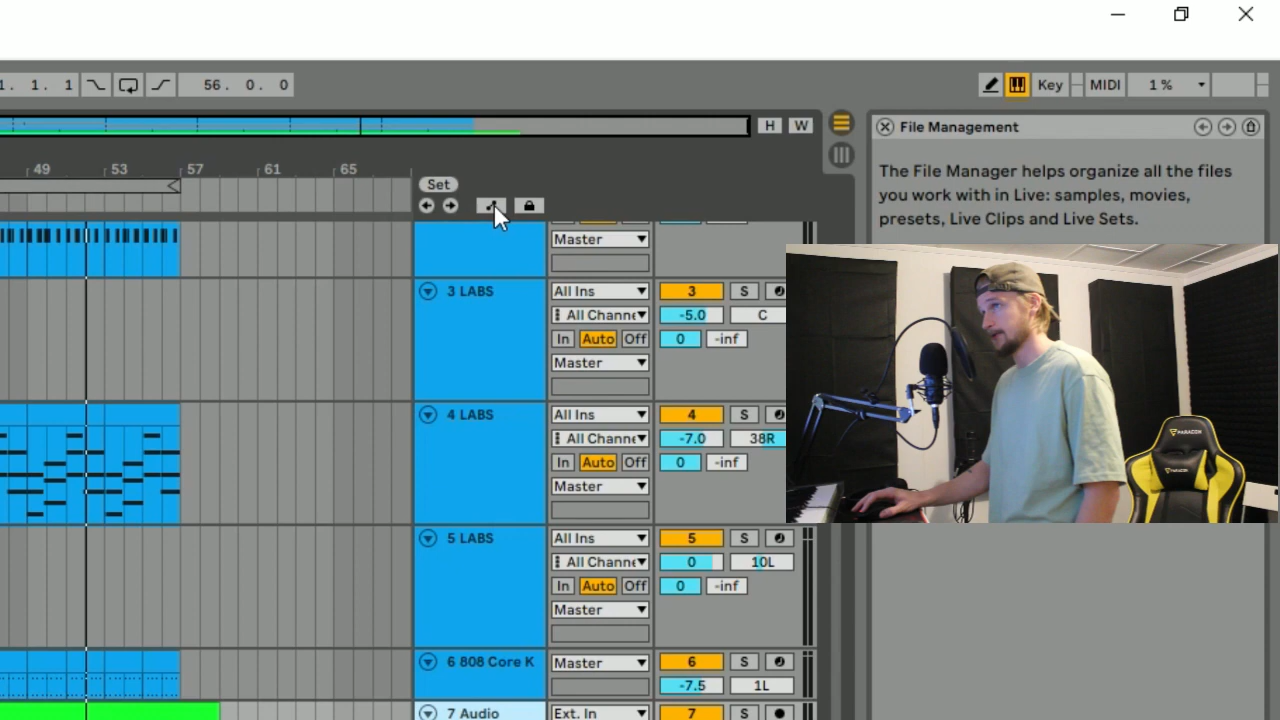 1. 1. 1 56. 0. 0 Key MIDI 1 %
H W File Management
The File Manager helps organize all the files
you work with in Live: samples, movies,
presets, Live Clips and Live Sets.
49 53 57 61 65
Set
Master
3 LABS All Ins 3 S
All Channe -5.0 C
In Auto Off 0 -inf
Master
4 LABS All Ins 4 S
All Channe -7.0 38R
In Auto Off 0 -inf
Master
5 LABS All Ins 5 S
All Channe 0 10L
In Auto Off 0 -inf
Master
6 808 Core K Master 6 S
-7.5 1L
7 Audio Ext. In 7 S
PARACON